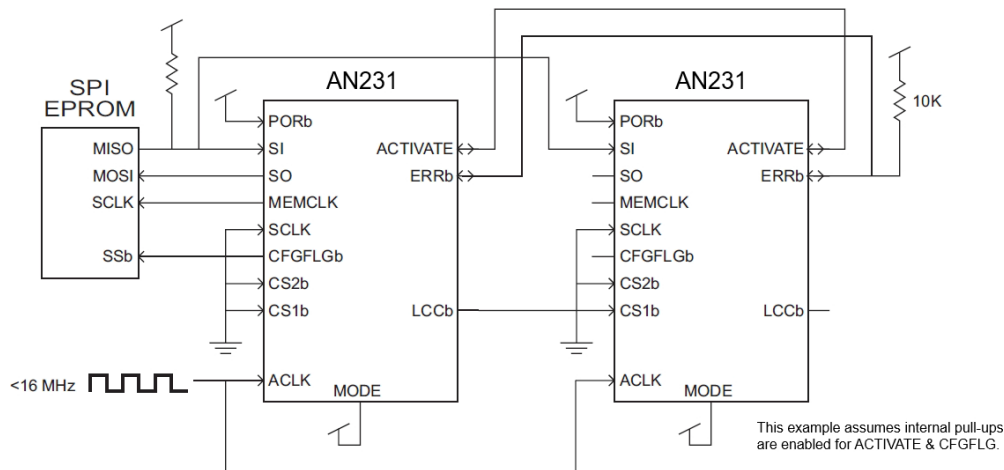 SPI
EPROM
MISO
MOSI
SCLK
SSb
AN231
PORb
SI
SO
MEMCLK
SCLK
CFGFLGb
CS2b
CS1b
ACLK
ACTIVATE
ERRb
LCCb
MODE
<16 MHz
AN231
PORb
SI
SO
MEMCLK
SCLK
CFGFLGb
CS2b
CS1b
ACLK
ACTIVATE
ERRb
LCCb
MODE
10K
This example assumes internal pull-ups
are enabled for ACTIVATE & CFGFLG.